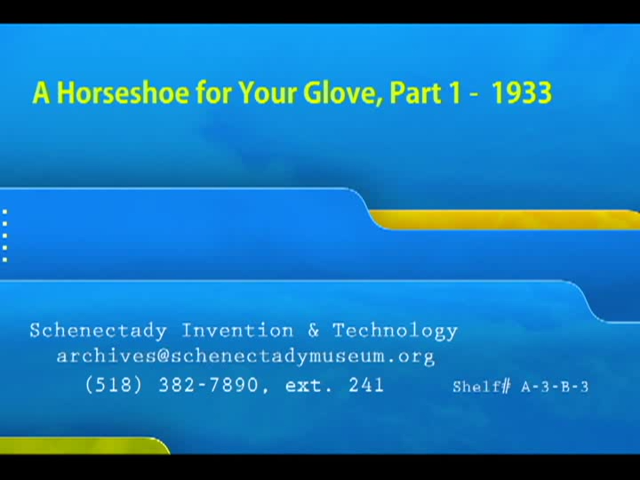 A Horseshoe for Your Glove, Part 1 - 1933
Schenectady Invention & Technology
archives@schenectadymuseum.org
(518) 382-7890, ext. 241
Shelf# A-3-B-3